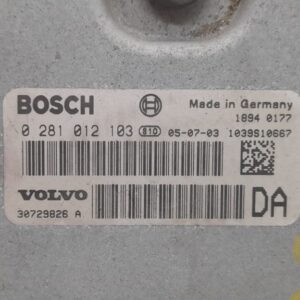 BOSCH Made in Germany
1894 0177
0 281 012 103 810 05-07-03 1039S10667
VOLVO
30729826 A
DA